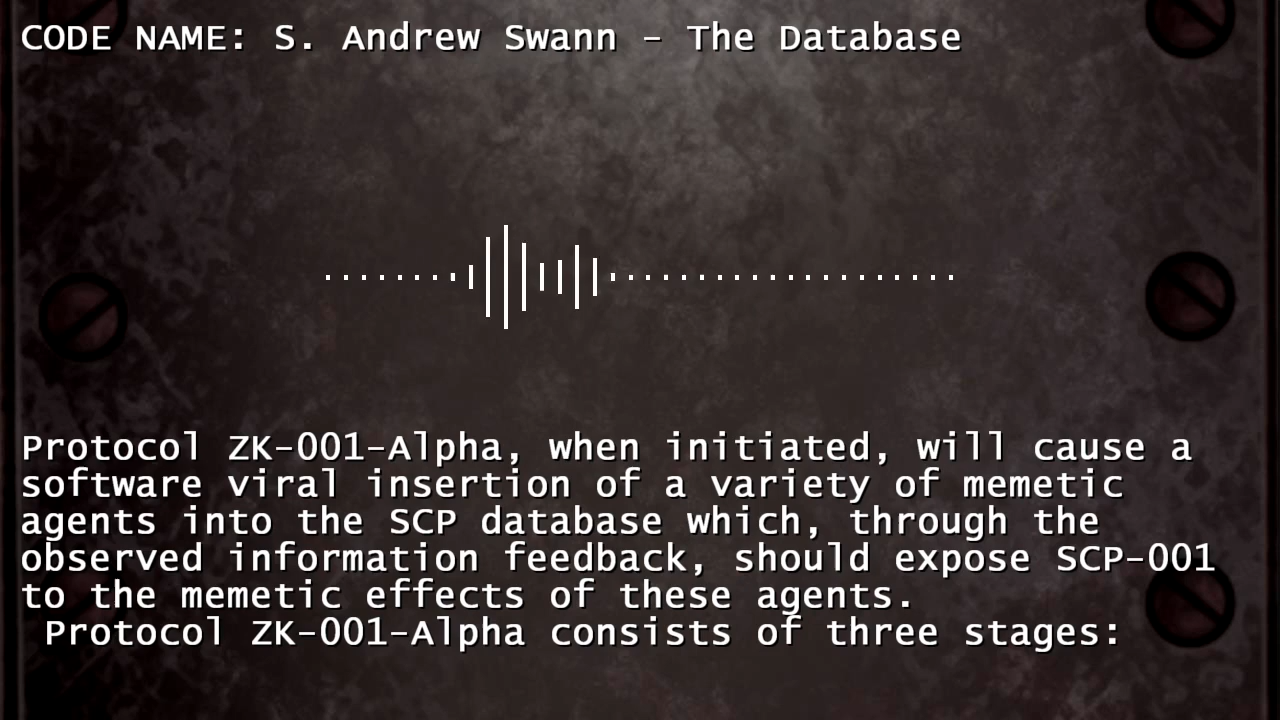 CODE NAME: S. Andrew Swann - The Database
Protocol ZK-001-Alpha, when initiated, will cause a
software viral insertion of a variety of memetic
agents into the SCP database which, through the
observed information feedback, should expose SCP-001
to the memetic effects of these agents.
Protocol ZK-001-Alpha consists of three stages: